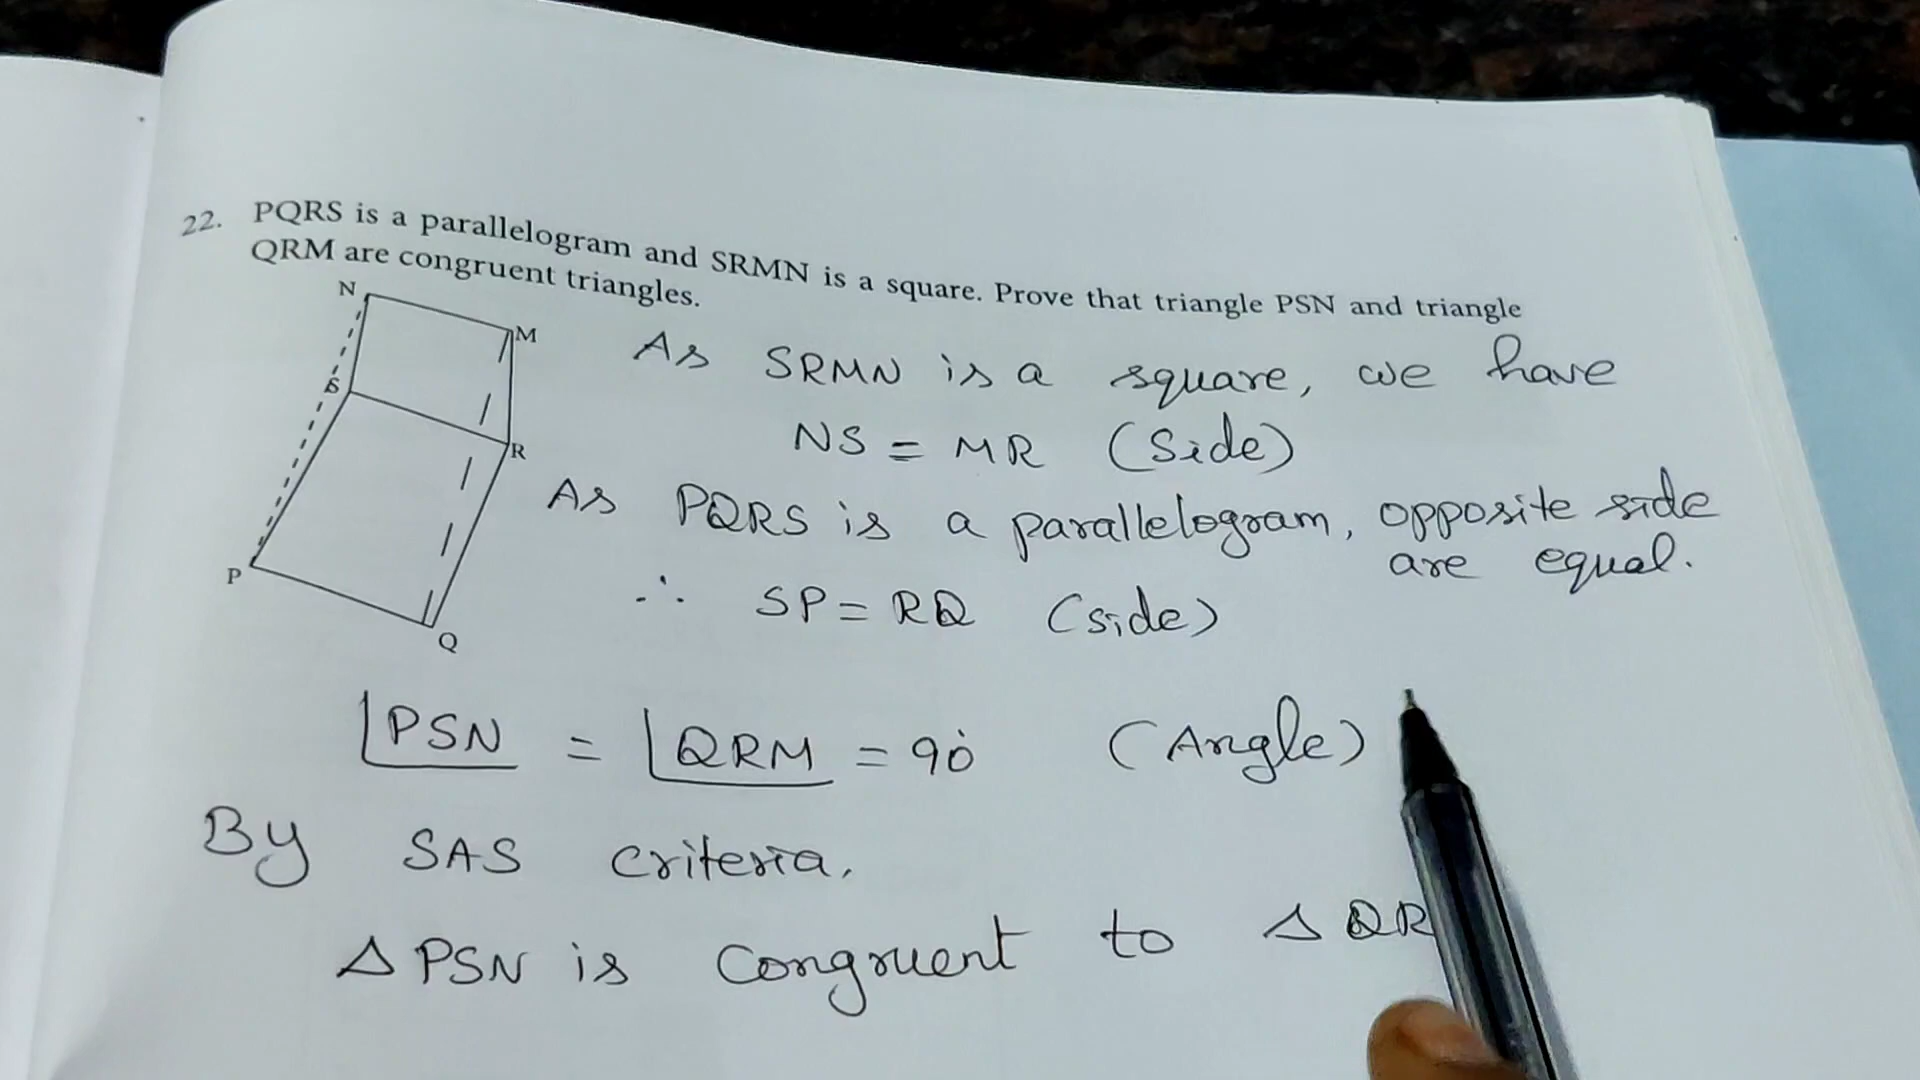 22. PQRS is a parallelogram and SRMN is a square. Prove that triangle PSN and triangle
QRM are congruent triangles.
N
M
S
R
P
Q
As SRMN is a square, we have
NS = MR (Side)
As PQRS is a parallelogram, opposite side
are equal.
∴ SP = RQ (side)
∠PSN = ∠QRM = 90° (Angle)
By SAS criteria,
Δ PSN is congruent to Δ QR